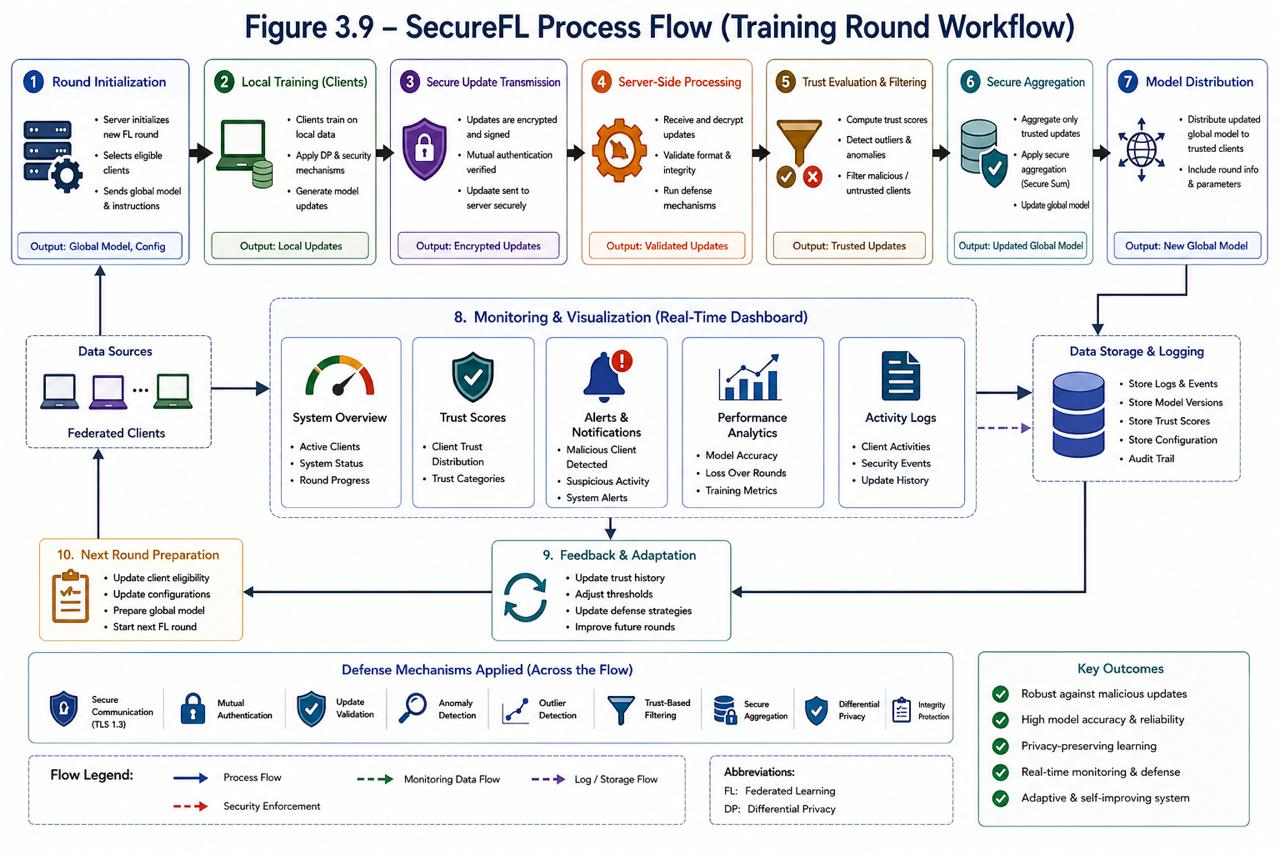 Figure 3.9 – SecureFL Process Flow (Training Round Workflow)
1 Round Initialization
• Server initializes
new FL round
• Selects eligible
clients
• Sends global model
& instructions
Output: Global Model, Config
2 Local Training (Clients)
• Clients train on
local data
• Apply DP & security
mechanisms
• Generate model
updates
Output: Local Updates
3 Secure Update Transmission
• Updates are encrypted
and signed
• Mutual authentication
verified
• Updaate sent to
server securely
Output: Encrypted Updates
4 Server-Side Processing
• Receive and decrypt
updates
• Validate format &
integrity
• Run defense
mechanisms
Output: Validated Updates
5 Trust Evaluation & Filtering
• Compute trust scores
• Detect outliers &
anomalies
• Filter malicious /
untrusted clients
Output: Trusted Updates
6 Secure Aggregation
• Aggregate only
trusted updates
• Apply secure
aggregation
(Secure Sum)
• Update global model
Output: Updated Global Model
7 Model Distribution
• Distribute updated
global model to
trusted clients
• Include round info
& parameters
Output: New Global Model
Data Sources
Federated Clients
8. Monitoring & Visualization (Real-Time Dashboard)
System Overview
• Active Clients
• System Status
• Round Progress
Trust Scores
• Client Trust
Distribution
• Trust Categories
Alerts &
Notifications
• Malicious Client
Detected
• Suspicious Activity
• System Alerts
Performance
Analytics
• Model Accuracy
• Loss Over Rounds
• Training Metrics
Activity Logs
• Client Activities
• Security Events
• Update History
Data Storage & Logging
• Store Logs & Events
• Store Model Versions
• Store Trust Scores
• Store Configuration
• Audit Trail
10. Next Round Preparation
• Update client eligibility
• Update configurations
• Prepare global model
• Start next FL round
9. Feedback & Adaptation
• Update trust history
• Adjust thresholds
• Update defense strategies
• Improve future rounds
Defense Mechanisms Applied (Across the Flow)
Secure
Communication
(TLS 1.3)
Mutual
Authentication
Update
Validation
Anomaly
Detection
Outlier
Detection
Trust-Based
Filtering
Secure
Aggregation
Differential
Privacy
Integrity
Protection
Key Outcomes
Robust against malicious updates
High model accuracy & reliability
Privacy-preserving learning
Real-time monitoring & defense
Adaptive & self-improving system
Flow Legend:
Process Flow
Monitoring Data Flow
Log / Storage Flow
Security Enforcement
Abbreviations:
FL: Federated Learning
DP: Differential Privacy